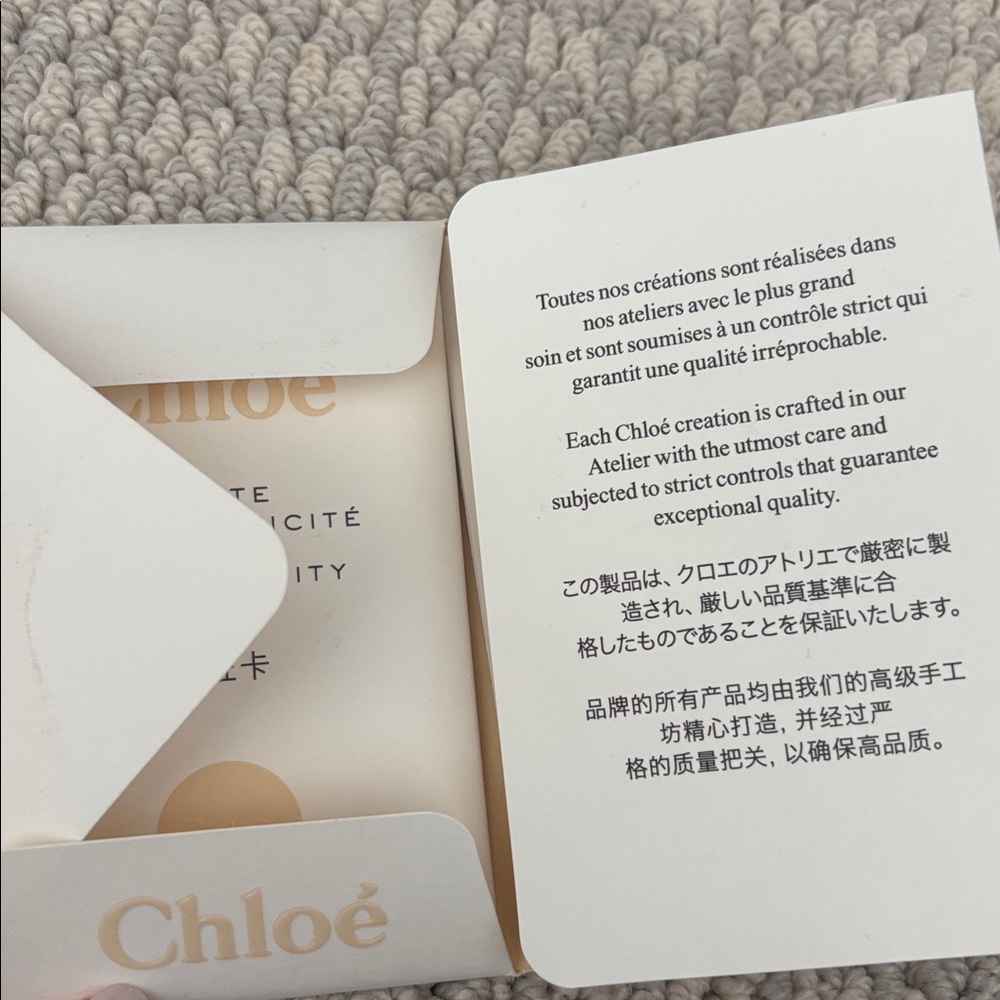 Chloé
TE
ICITÉ
ITY
卡
Chloé
Toutes nos créations sont réalisées dans
nos ateliers avec le plus grand
soin et sont soumises à un contrôle strict qui
garantit une qualité irréprochable.
Each Chloé creation is crafted in our
Atelier with the utmost care and
subjected to strict controls that guarantee
exceptional quality.
この製品は、クロエのアトリエで厳密に製
造され、厳しい品質基準に合
格したものであることを保証いたします。
品牌的所有产品均由我们的高级手工
坊精心打造, 并经过严
格的质量把关, 以确保高品质。